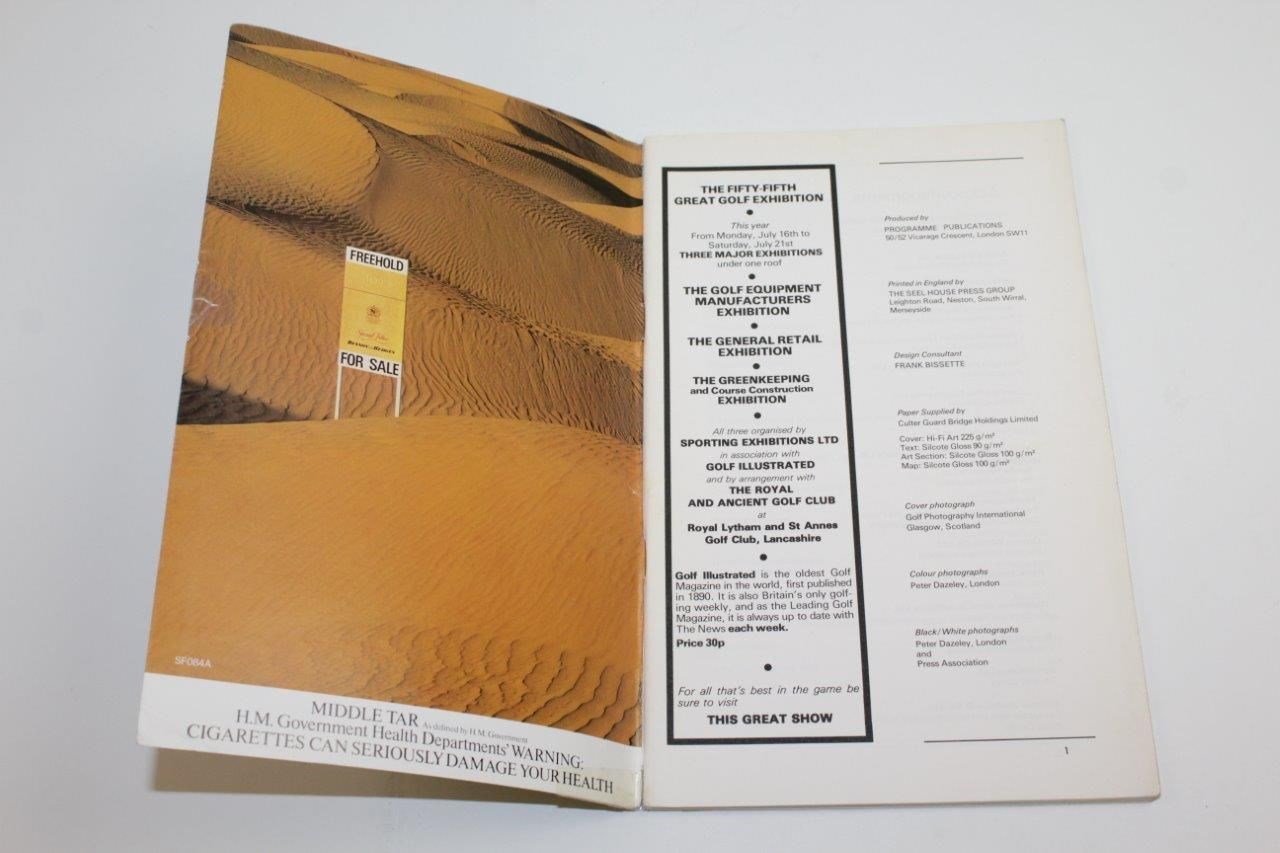 FREEHOLD
Special Filter
BENSON and HEDGES
FOR SALE
SF084A
MIDDLE TAR As defined by H.M. Government
H.M. Government Health Departments' WARNING:
CIGARETTES CAN SERIOUSLY DAMAGE YOUR HEALTH
THE FIFTY-FIFTH
GREAT GOLF EXHIBITION
This year
From Monday, July 16th to
Saturday, July 21st
THREE MAJOR EXHIBITIONS
under one roof
THE GOLF EQUIPMENT
MANUFACTURERS
EXHIBITION
THE GENERAL RETAIL
EXHIBITION
THE GREENKEEPING
and Course Construction
EXHIBITION
All three organised by
SPORTING EXHIBITIONS LTD
in association with
GOLF ILLUSTRATED
and by arrangement with
THE ROYAL
AND ANCIENT GOLF CLUB
at
Royal Lytham and St Annes
Golf Club, Lancashire
Golf Illustrated is the oldest Golf
Magazine in the world, first published
in 1890. It is also Britain's only golf-
ing weekly, and as the Leading Golf
Magazine, it is always up to date with
The News each week.
Price 30p
For all that's best in the game be
sure to visit
THIS GREAT SHOW
Produced by
PROGRAMME PUBLICATIONS
50/52 Vicarage Crescent, London SW11
Printed in England by
THE SEEL HOUSE PRESS GROUP
Leighton Road, Neston, South Wirral,
Merseyside
Design Consultant
FRANK BISSETTE
Paper Supplied by
Culter Guard Bridge Holdings Limited
Cover: Hi-Fi Art 225 g/m²
Text: Silcote Gloss 90 g/m²
Art Section: Silcote Gloss 100 g/m²
Map: Silcote Gloss 100 g/m²
Cover photograph
Golf Photography International
Glasgow, Scotland
Colour photographs
Peter Dazeley, London
Black/White photographs
Peter Dazeley, London
and
Press Association
1